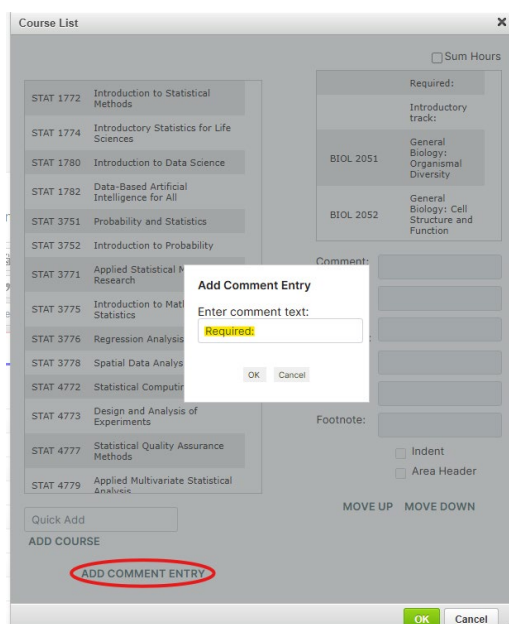 Course List
Sum Hours
STAT 1772 Introduction to Statistical
Methods
STAT 1774 Introductory Statistics for Life
Sciences
STAT 1780 Introduction to Data Science
STAT 1782 Data-Based Artificial
Intelligence for All
STAT 3751 Probability and Statistics
STAT 3752 Introduction to Probability
STAT 3771 Applied Statistical M
Research
STAT 3775 Introduction to Mat
Statistics
STAT 3776 Regression Analysis
STAT 3778 Spatial Data Analys
STAT 4772 Statistical Computin
STAT 4773 Design and Analysis of
Experiments
STAT 4777 Statistical Quality Assurance
Methods
STAT 4779 Applied Multivariate Statistical
Analysis
Required:
Introductory
track:
BIOL 2051 General
Biology:
Organismal
Diversity
BIOL 2052 General
Biology: Cell
Structure and
Function
Comment:
Add Comment Entry
Enter comment text:
Required:
OK Cancel
Footnote:
Indent
Area Header
MOVE UP MOVE DOWN
Quick Add
ADD COURSE
ADD COMMENT ENTRY
OK Cancel